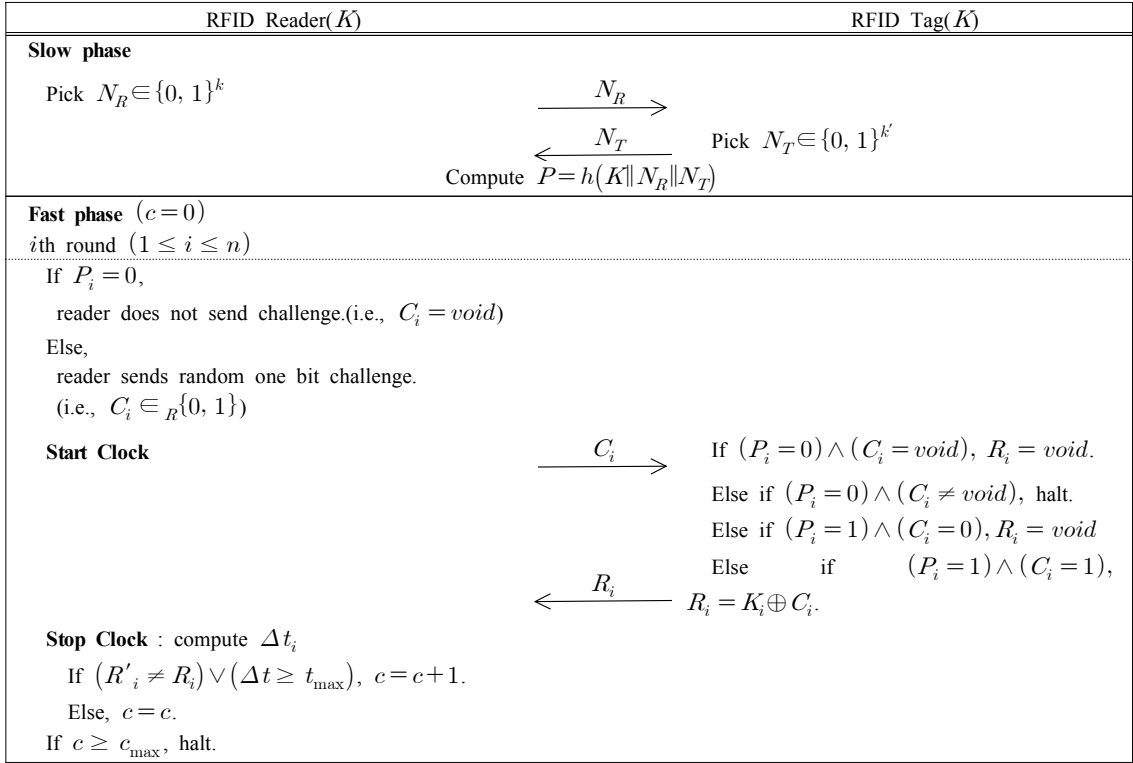 RFID Reader(K) RFID Tag(K)
Slow phase
Pick N_R∈{0, 1}^k
N_R
N_T Pick N_T∈{0, 1}^{k′}
Compute P=h(K∥N_R∥N_T)
Fast phase (c=0)
ith round (1 ≤ i ≤ n)
If P_i=0,
reader does not send challenge.(i.e., C_i=void)
Else,
reader sends random one bit challenge.
(i.e., C_i∈_R{0, 1})
Start Clock C_i If (P_i=0)∧(C_i=void), R_i=void.
Else if (P_i=0)∧(C_i≠void), halt.
Else if (P_i=1)∧(C_i=0), R_i=void
Else if (P_i=1)∧(C_i=1),
R_i R_i=K_i⊕C_i.
Stop Clock : compute Δt_i
If (R′_i≠R_i)∨(Δt≥ t_max), c=c+1.
Else, c=c.
If c≥ c_max, halt.